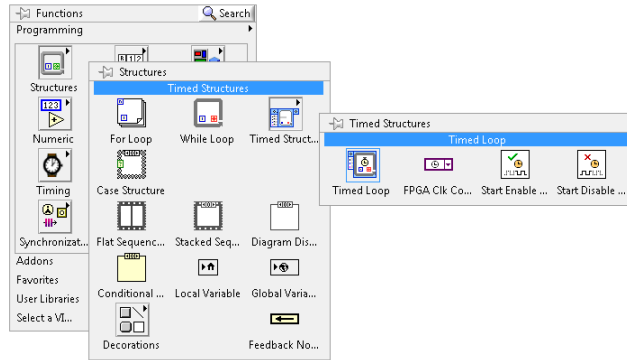 Functions
Search
Programming
Structures
Numeric
Timing
Synchronizat...
Addons
Favorites
User Libraries
Select a VI...
Structures
Timed Structures
For Loop
While Loop
Timed Struct...
Case Structure
Flat Sequenc...
Stacked Seq...
Diagram Dis...
Conditional ...
Local Variable
Global Varia...
Decorations
Feedback No...
Timed Structures
Timed Loop
Timed Loop
FPGA Clk Co...
Start Enable ...
Start Disable ...
123